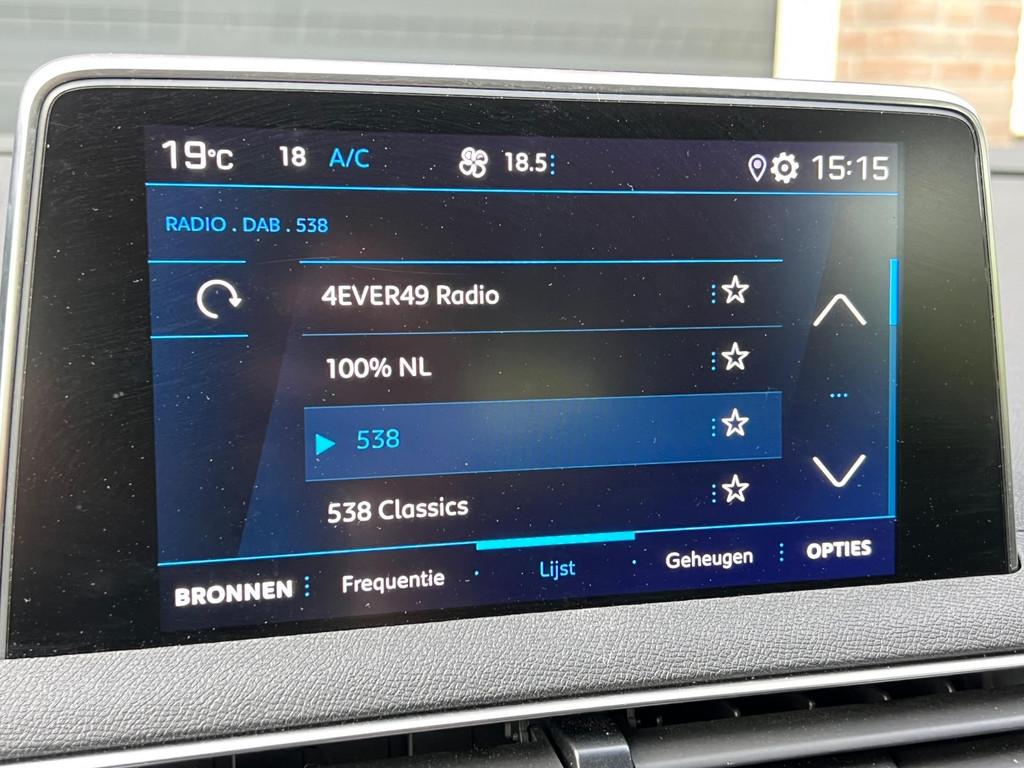 19°C 18 A/C 18.5 15:15
RADIO . DAB . 538
4EVER49 Radio
100% NL
538
538 Classics
BRONNEN Frequentie Lijst Geheugen OPTIES